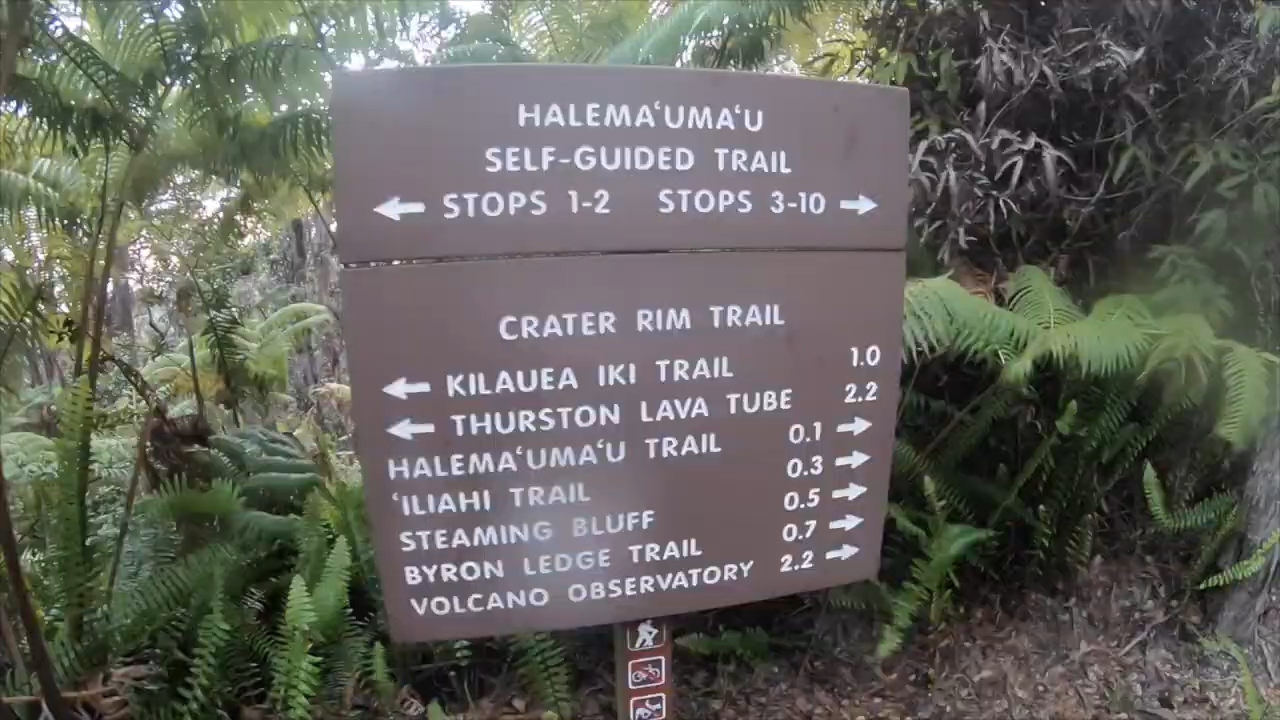 HALEMAʻUMAʻU
SELF-GUIDED TRAIL
← STOPS 1-2 STOPS 3-10 →
CRATER RIM TRAIL
← KILAUEA IKI TRAIL 1.0
← THURSTON LAVA TUBE 2.2
HALEMAʻUMAʻU TRAIL 0.1 →
ʻILIAHI TRAIL 0.3 →
STEAMING BLUFF 0.5 →
BYRON LEDGE TRAIL 0.7 →
VOLCANO OBSERVATORY 2.2 →